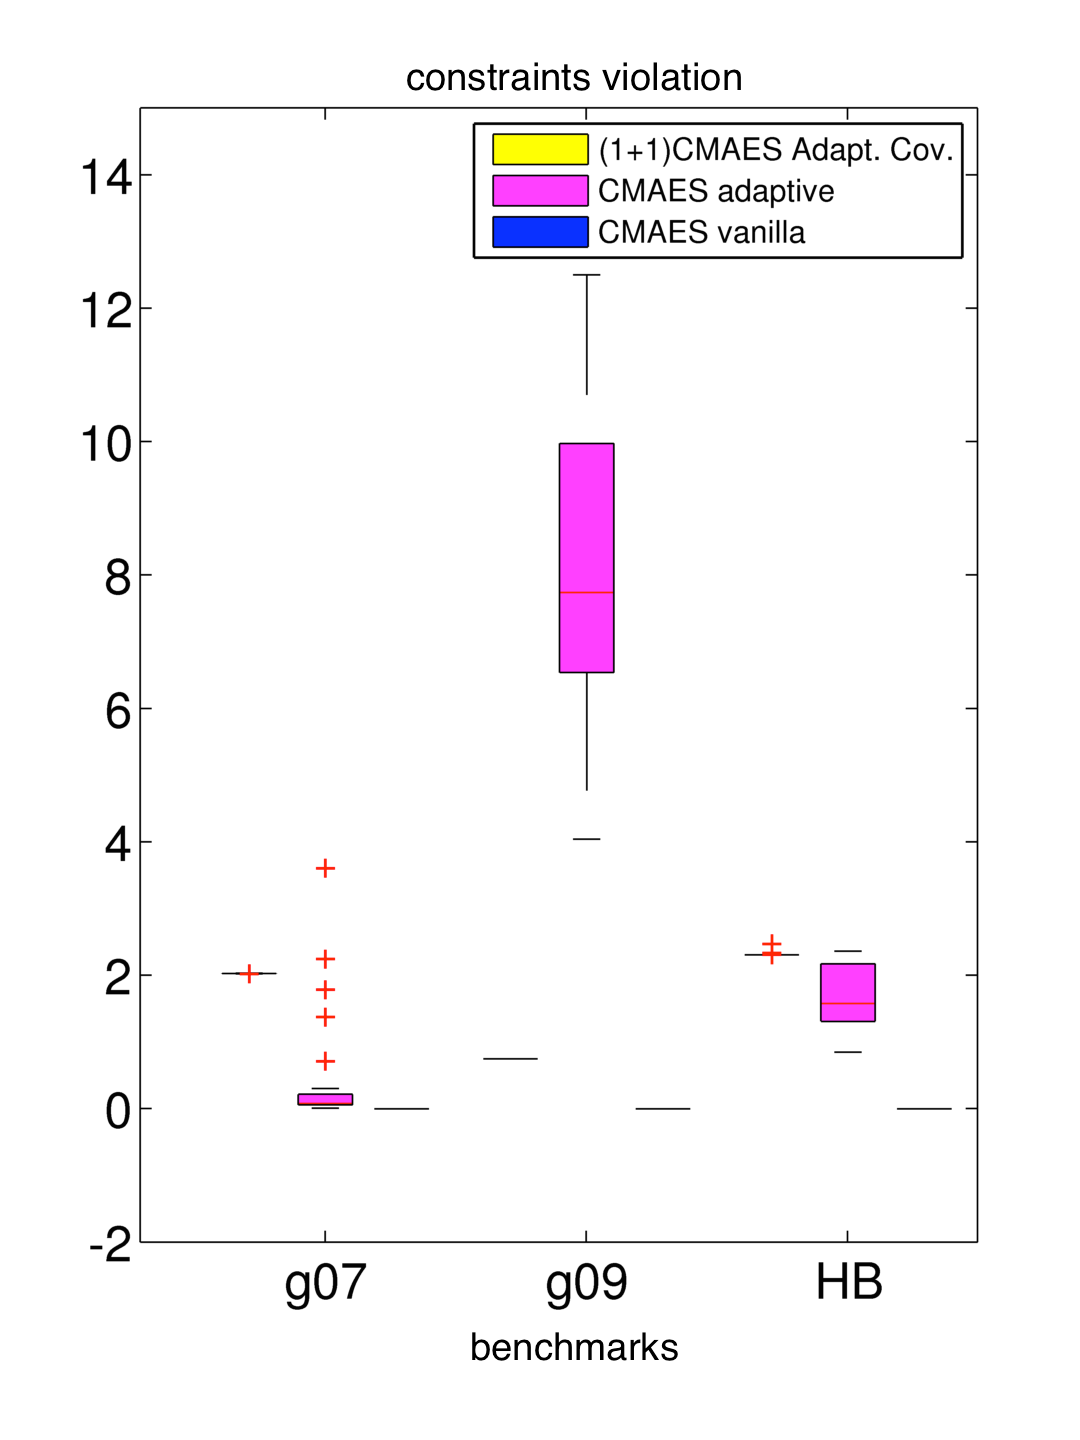 constraints violation
(1+1)CMAES Adapt. Cov.
CMAES adaptive
CMAES vanilla
14
12
10
8
6
4
2
0
-2
g07 g09 HB
benchmarks